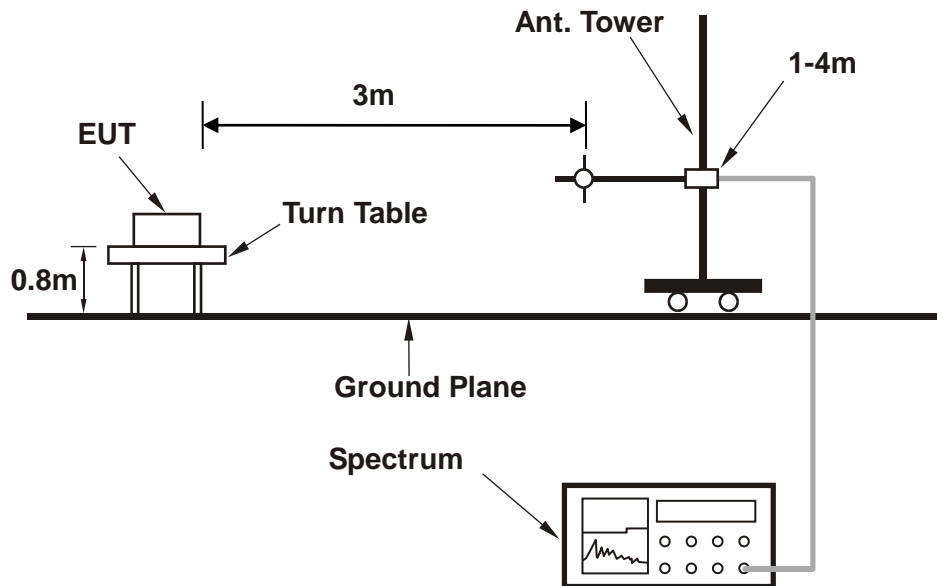 Ant. Tower
1-4m
3m
EUT
Turn Table
0.8m
Ground Plane
Spectrum